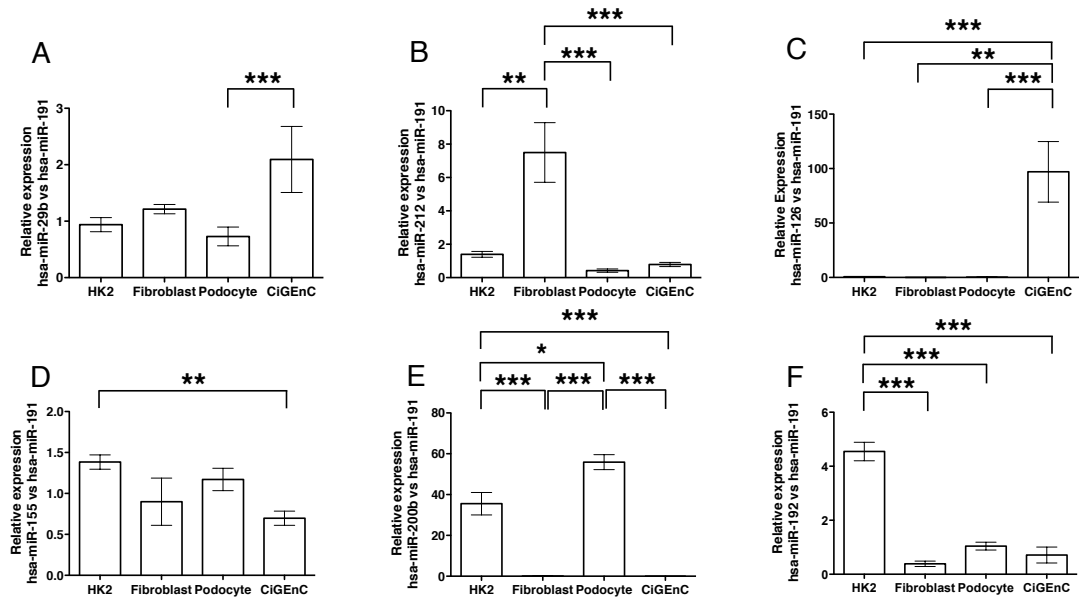 A
***
Relative expression
hsa-miR-29b vs hsa-miR-191
3
2
1
0
HK2 Fibroblast Podocyte CiGEnC
B
***
***
**
Relative expression
hsa-miR-212 vs hsa-miR-191
10
8
6
4
2
0
HK2 Fibroblast Podocyte CiGEnC
C
***
**
***
Relative Expression
hsa-miR-126 vs hsa-miR-191
150
100
50
0
HK2 Fibroblast Podocyte CiGEnC
D
**
Relative expression
hsa-miR-155 vs hsa-miR-191
2.0
1.5
1.0
0.5
0.0
HK2 Fibroblast Podocyte CiGEnC
E
***
*
*** *** ***
Relative expression
hsa-miR-200b vs hsa-miR-191
80
60
40
20
0
HK2 Fibroblast Podocyte CiGEnC
F
***
***
***
Relative expression
hsa-miR-192 vs hsa-miR-191
6
4
2
0
HK2 Fibroblast Podocyte CiGEnC